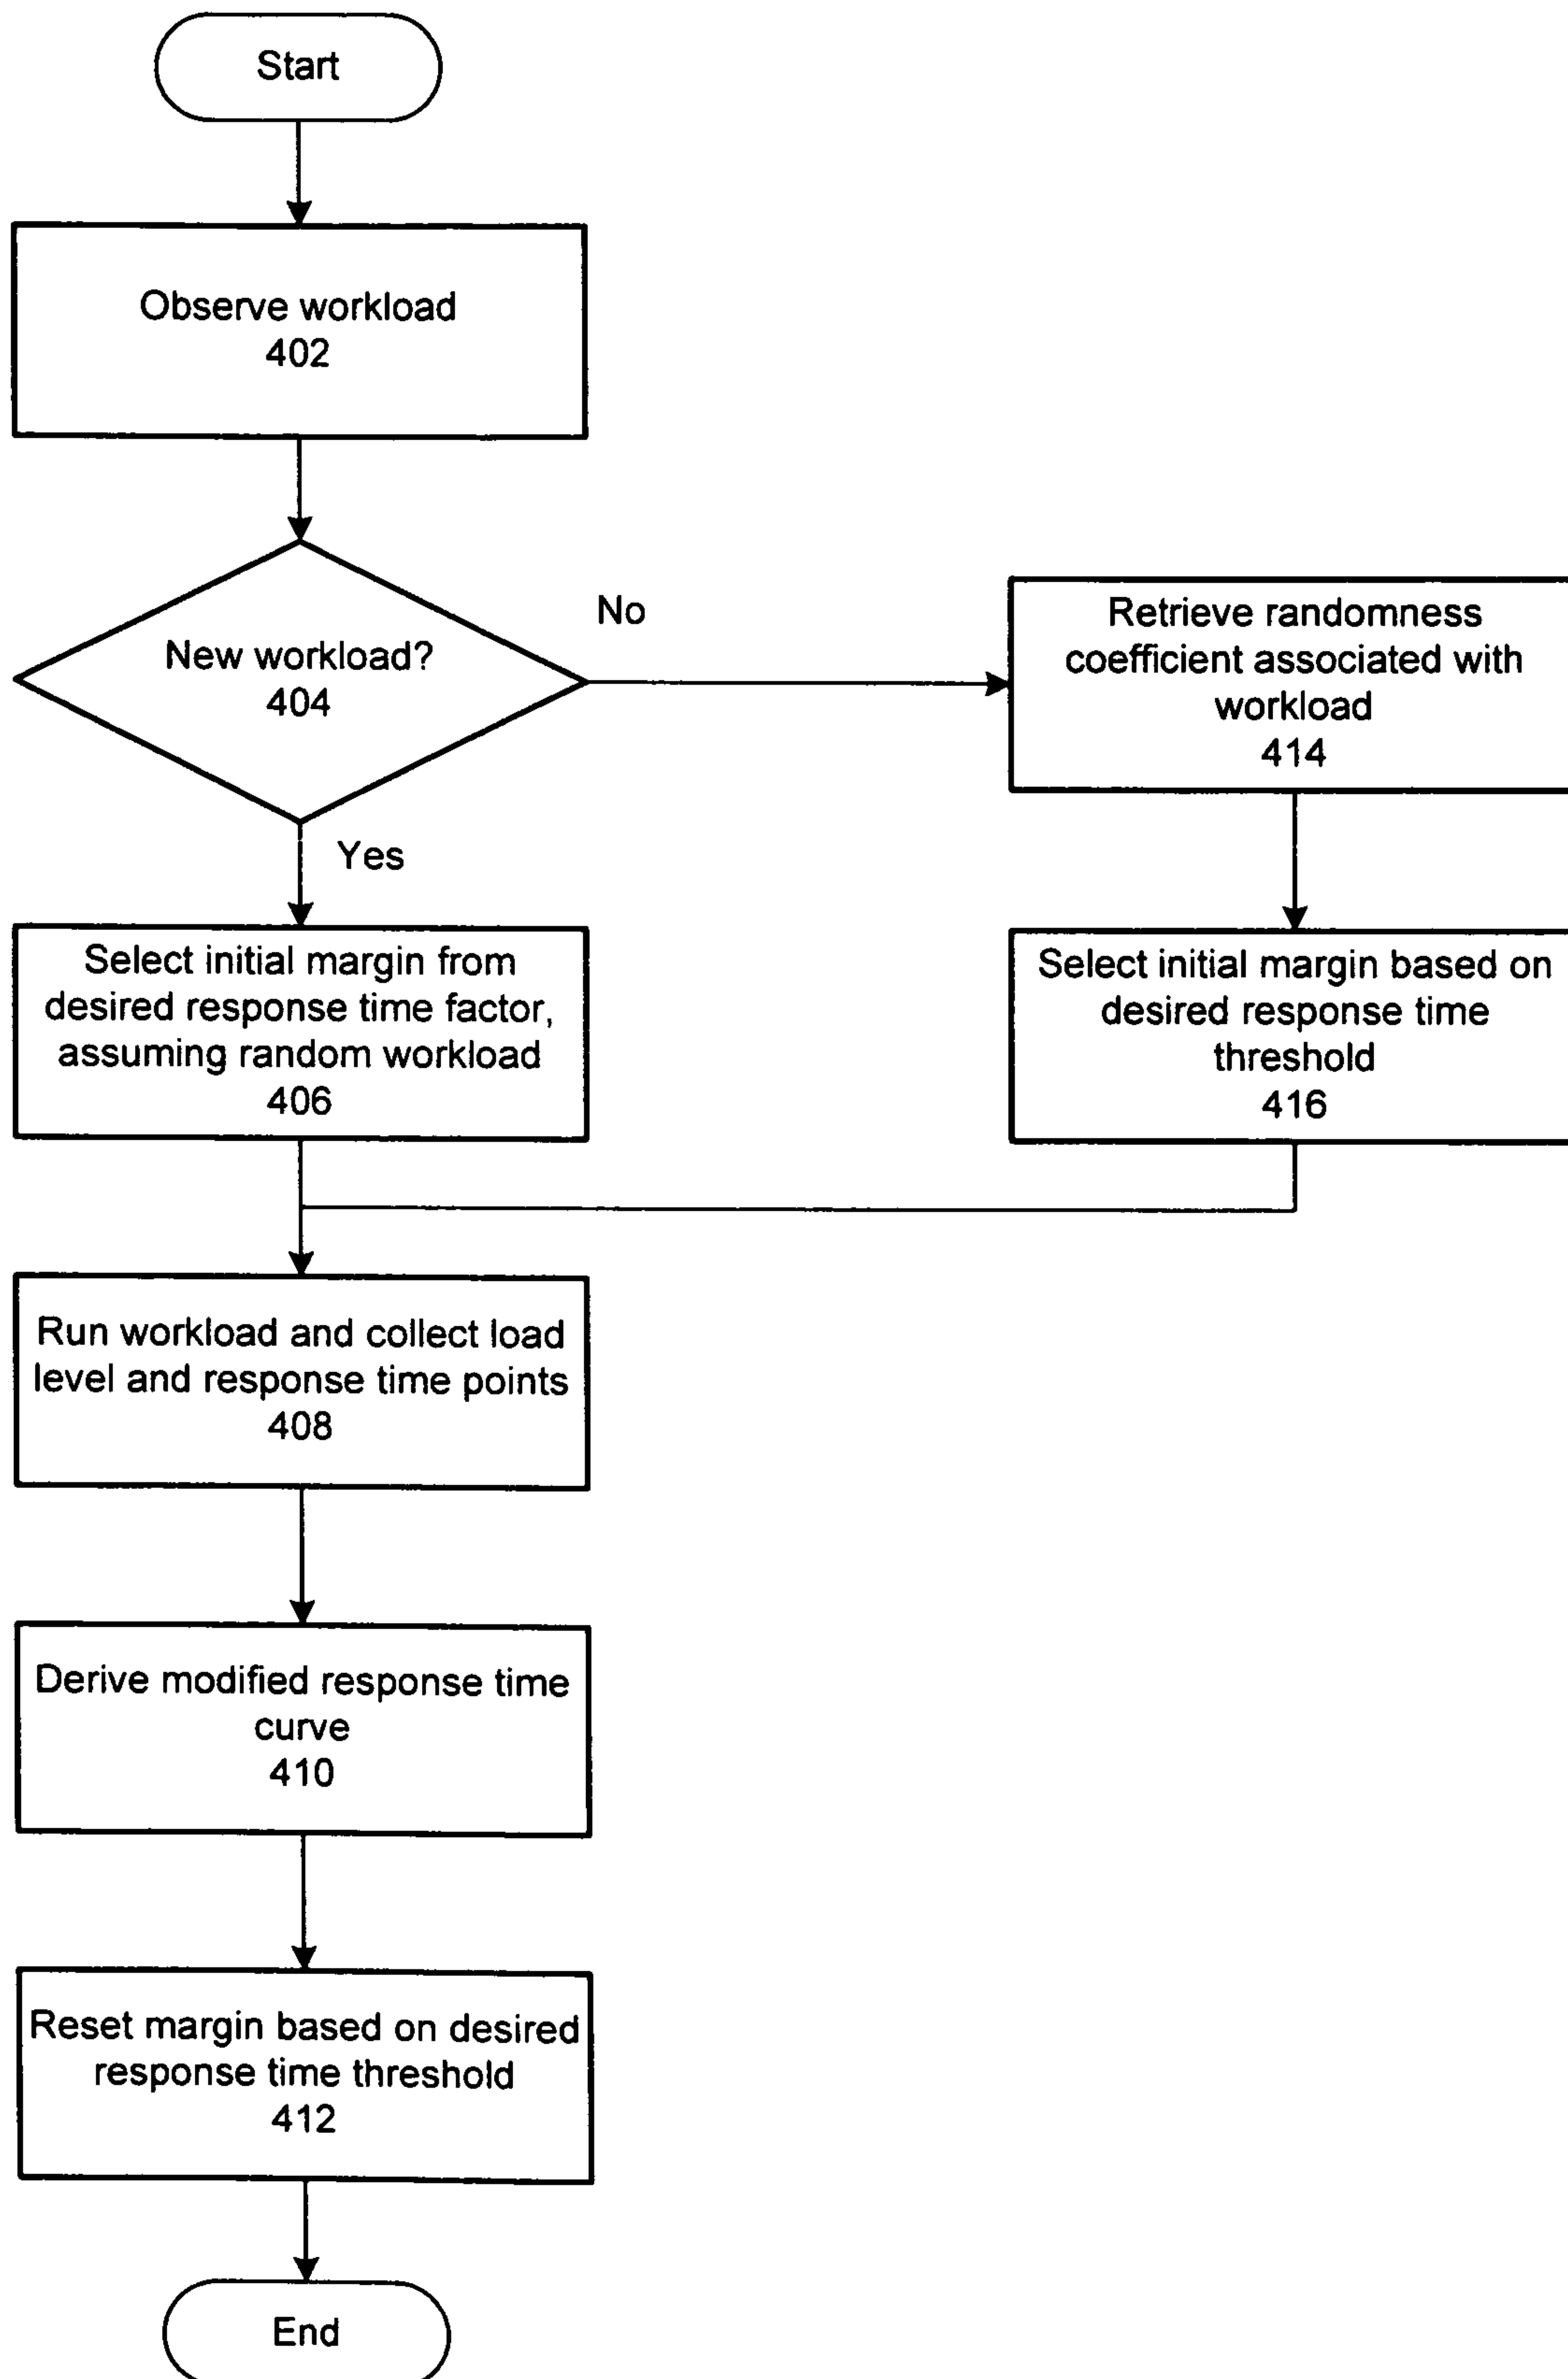 Start
Observe workload
402
New workload?
404
No
Yes
Retrieve randomness
coefficient associated with
workload
414
Select initial margin from
desired response time factor,
assuming random workload
406
Select initial margin based on
desired response time
threshold
416
Run workload and collect load
level and response time points
408
Derive modified response time
curve
410
Reset margin based on desired
response time threshold
412
End